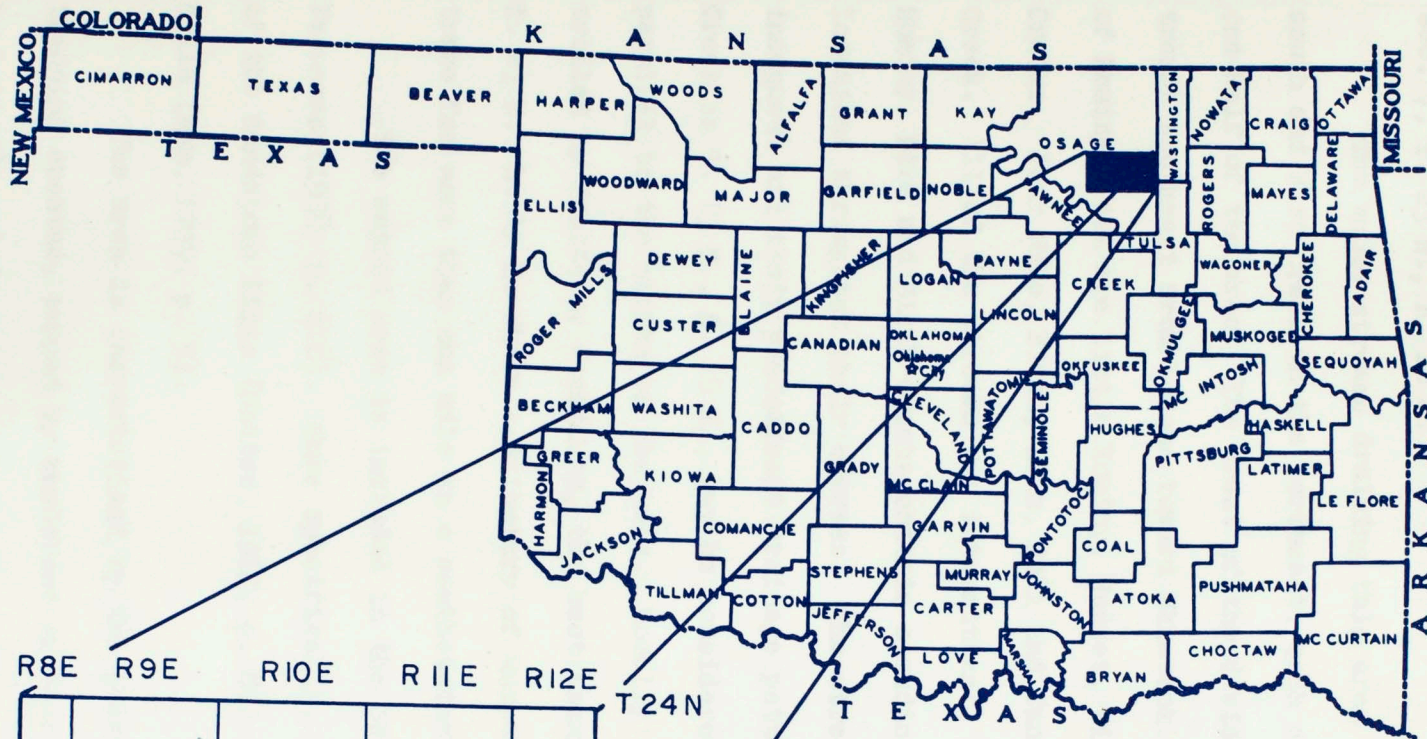 COLORADO
K A N S A S
NEW MEXICO
MISSOURI
CIMARRON
TEXAS
BEAVER
HARPER
WOODS
ALFALFA
GRANT
KAY
OSAGE
WASHINGTON
NOWATA
CRAIG
OTTAWA
T E X A S
WOODWARD
MAJOR
GARFIELD
NOBLE
PAWNEE
ROGERS
MAYES
DELAWARE
ELLIS
DEWEY
BLAINE
KINGFISHER
LOGAN
PAYNE
CREEK
TULSA
WAGONER
CHEROKEE
ADAIR
ROGER MILLS
CUSTER
CANADIAN
OKLAHOMA
Oklahoma
City
LINCOLN
OKMULGEE
MUSKOGEE
SEQUOYAH
OKFUSKEE
MC INTOSH
BECKHAM
WASHITA
CADDO
GRADY
CLEVELAND
POTTAWATOMIE
SEMINOLE
HUGHES
PITTSBURG
HASKELL
LATIMER
LE FLORE
ARKANSAS
GREER
KIOWA
MC CLAIN
HARMON
JACKSON
COMANCHE
GARVIN
PONTOTOC
COAL
TILLMAN
COTTON
STEPHENS
MURRAY
JOHNSTON
ATOKA
PUSHMATAHA
JEFFERSON
CARTER
LOVE
MARSHALL
BRYAN
CHOCTAW
MC CURTAIN
T E X A S
R8E R9E R10E R11E R12E
T24N